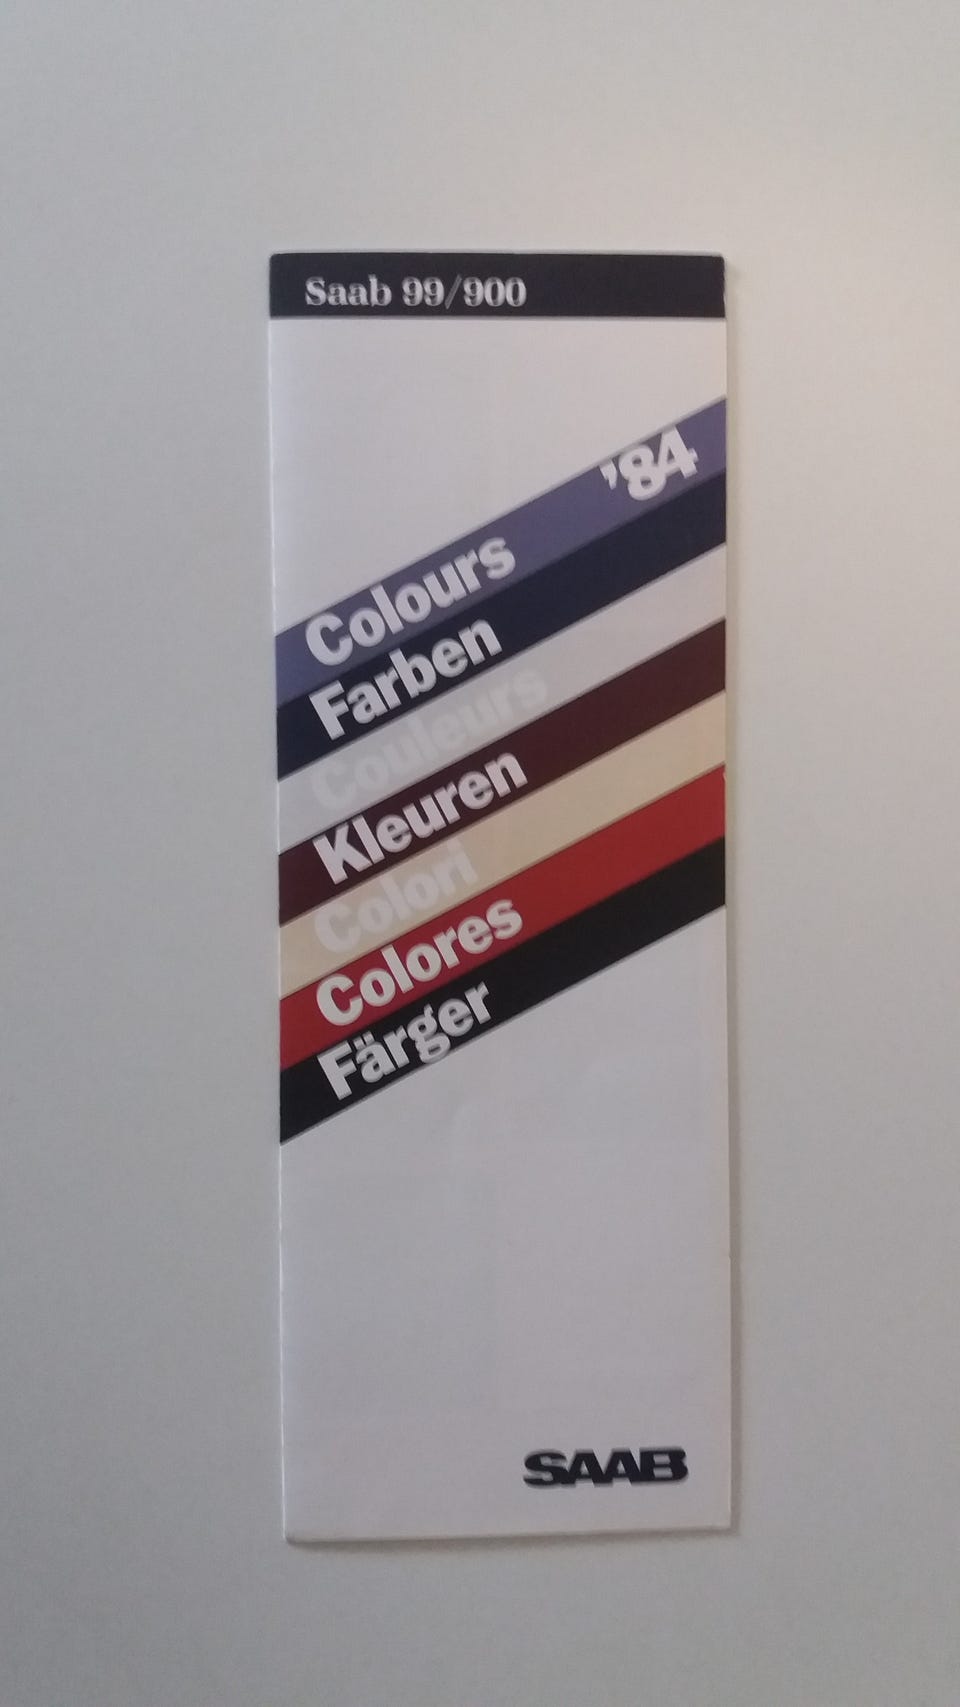 Saab 99/900
'84
Colours
Farben
Couleurs
Kleuren
Colori
Colores
Färger
SAAB